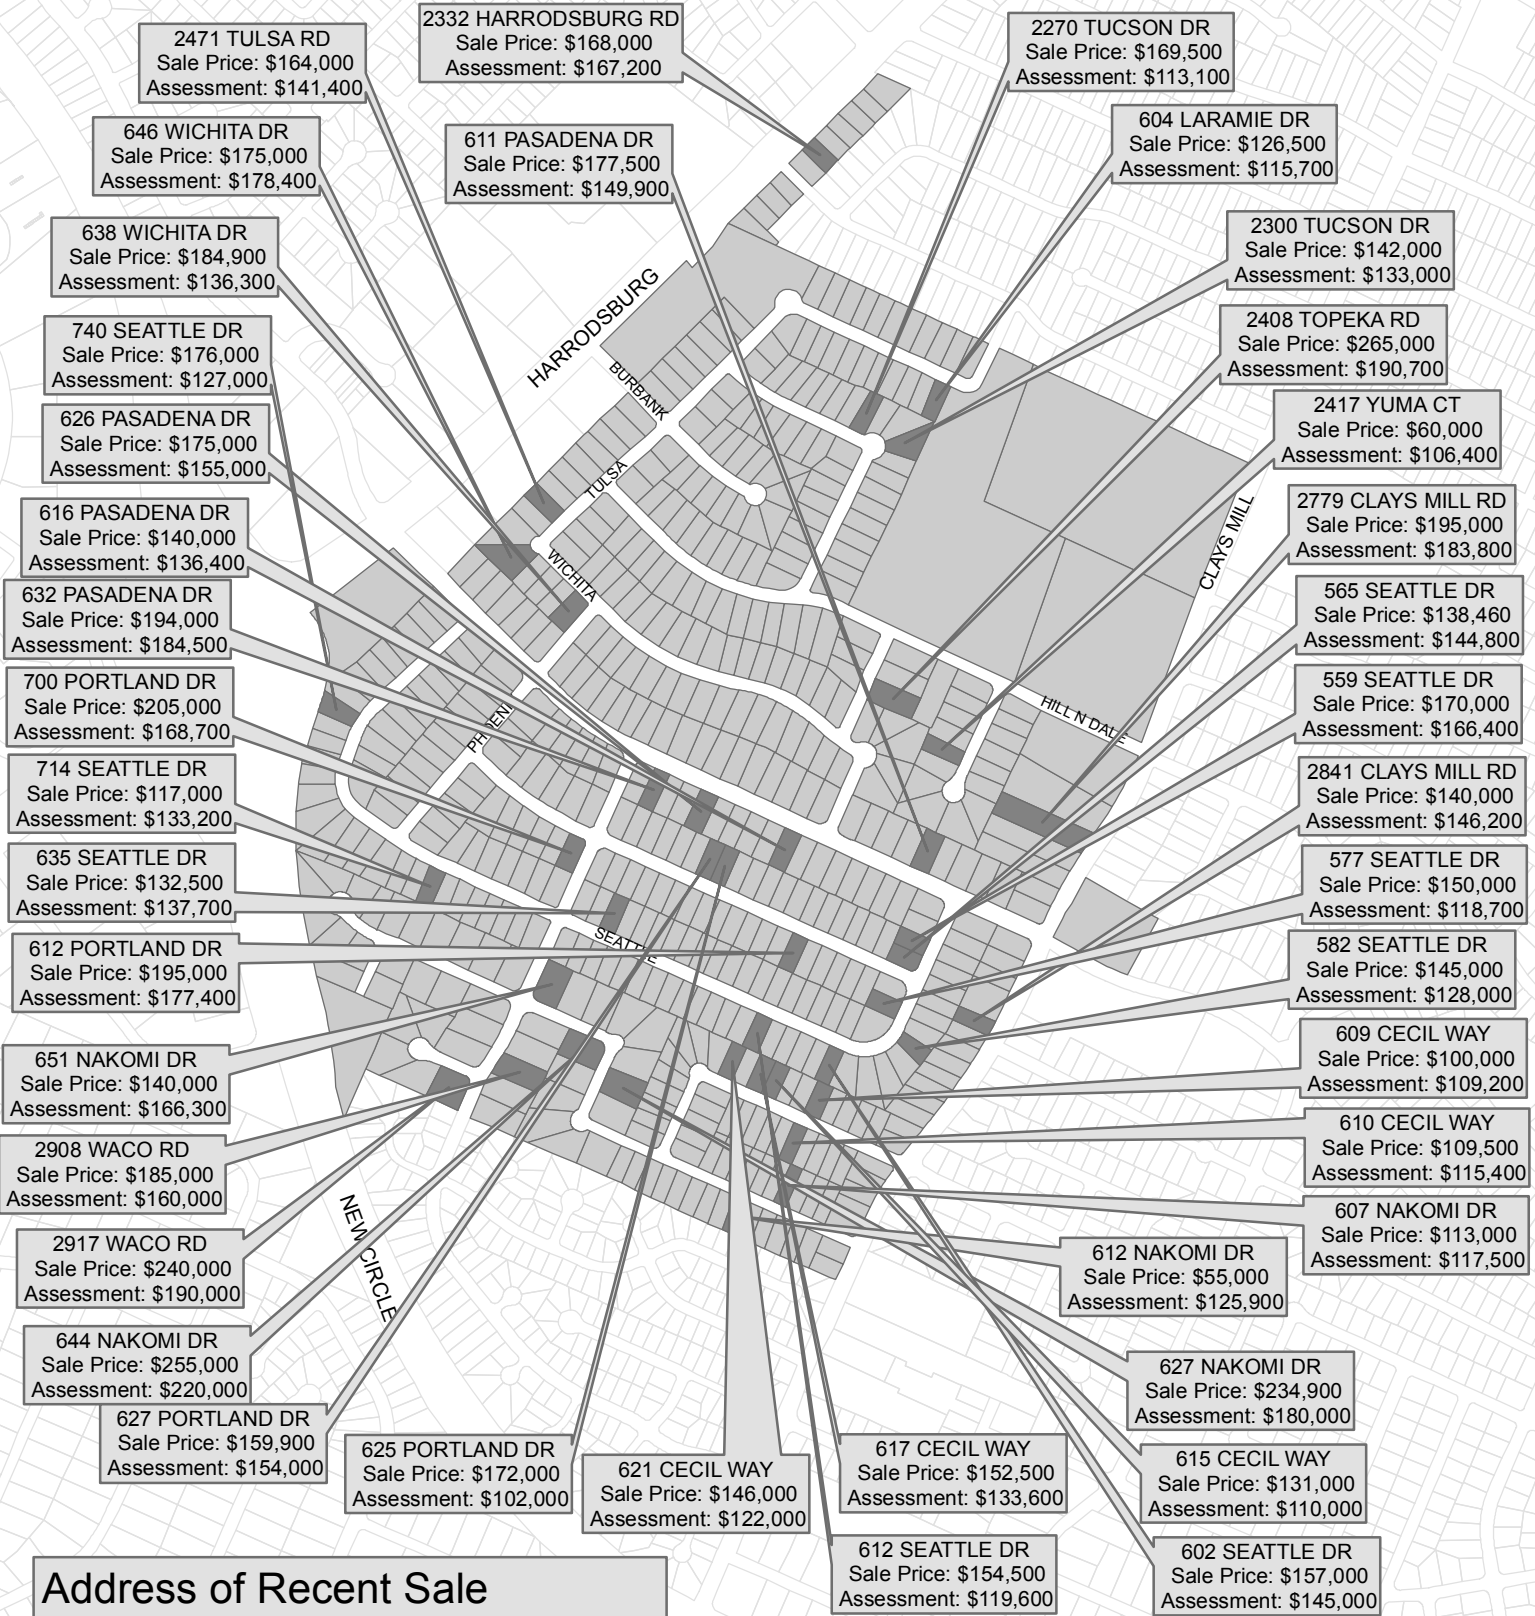 2471 TULSA RD
Sale Price: $164,000
Assessment: $141,400
2332 HARRODSBURG RD
Sale Price: $168,000
Assessment: $167,200
2270 TUCSON DR
Sale Price: $169,500
Assessment: $113,100
646 WICHITA DR
Sale Price: $175,000
Assessment: $178,400
611 PASADENA DR
Sale Price: $177,500
Assessment: $149,900
604 LARAMIE DR
Sale Price: $126,500
Assessment: $115,700
638 WICHITA DR
Sale Price: $184,900
Assessment: $136,300
2300 TUCSON DR
Sale Price: $142,000
Assessment: $133,000
740 SEATTLE DR
Sale Price: $176,000
Assessment: $127,000
2408 TOPEKA RD
Sale Price: $265,000
Assessment: $190,700
626 PASADENA DR
Sale Price: $175,000
Assessment: $155,000
2417 YUMA CT
Sale Price: $60,000
Assessment: $106,400
616 PASADENA DR
Sale Price: $140,000
Assessment: $136,400
2779 CLAYS MILL RD
Sale Price: $195,000
Assessment: $183,800
632 PASADENA DR
Sale Price: $194,000
Assessment: $184,500
565 SEATTLE DR
Sale Price: $138,460
Assessment: $144,800
700 PORTLAND DR
Sale Price: $205,000
Assessment: $168,700
559 SEATTLE DR
Sale Price: $170,000
Assessment: $166,400
714 SEATTLE DR
Sale Price: $117,000
Assessment: $133,200
2841 CLAYS MILL RD
Sale Price: $140,000
Assessment: $146,200
635 SEATTLE DR
Sale Price: $132,500
Assessment: $137,700
577 SEATTLE DR
Sale Price: $150,000
Assessment: $118,700
612 PORTLAND DR
Sale Price: $195,000
Assessment: $177,400
582 SEATTLE DR
Sale Price: $145,000
Assessment: $128,000
651 NAKOMI DR
Sale Price: $140,000
Assessment: $166,300
609 CECIL WAY
Sale Price: $100,000
Assessment: $109,200
2908 WACO RD
Sale Price: $185,000
Assessment: $160,000
610 CECIL WAY
Sale Price: $109,500
Assessment: $115,400
2917 WACO RD
Sale Price: $240,000
Assessment: $190,000
607 NAKOMI DR
Sale Price: $113,000
Assessment: $117,500
612 NAKOMI DR
Sale Price: $55,000
Assessment: $125,900
644 NAKOMI DR
Sale Price: $255,000
Assessment: $220,000
627 NAKOMI DR
Sale Price: $234,900
Assessment: $180,000
627 PORTLAND DR
Sale Price: $159,900
Assessment: $154,000
625 PORTLAND DR
Sale Price: $172,000
Assessment: $102,000
621 CECIL WAY
Sale Price: $146,000
Assessment: $122,000
617 CECIL WAY
Sale Price: $152,500
Assessment: $133,600
615 CECIL WAY
Sale Price: $131,000
Assessment: $110,000
612 SEATTLE DR
Sale Price: $154,500
Assessment: $119,600
602 SEATTLE DR
Sale Price: $157,000
Assessment: $145,000
HARRODSBURG
BURBANK
TULSA
WICHITA
CLAYS MILL
HILL N DALE
SEATTLE
NEW CIRCLE
Address of Recent Sale